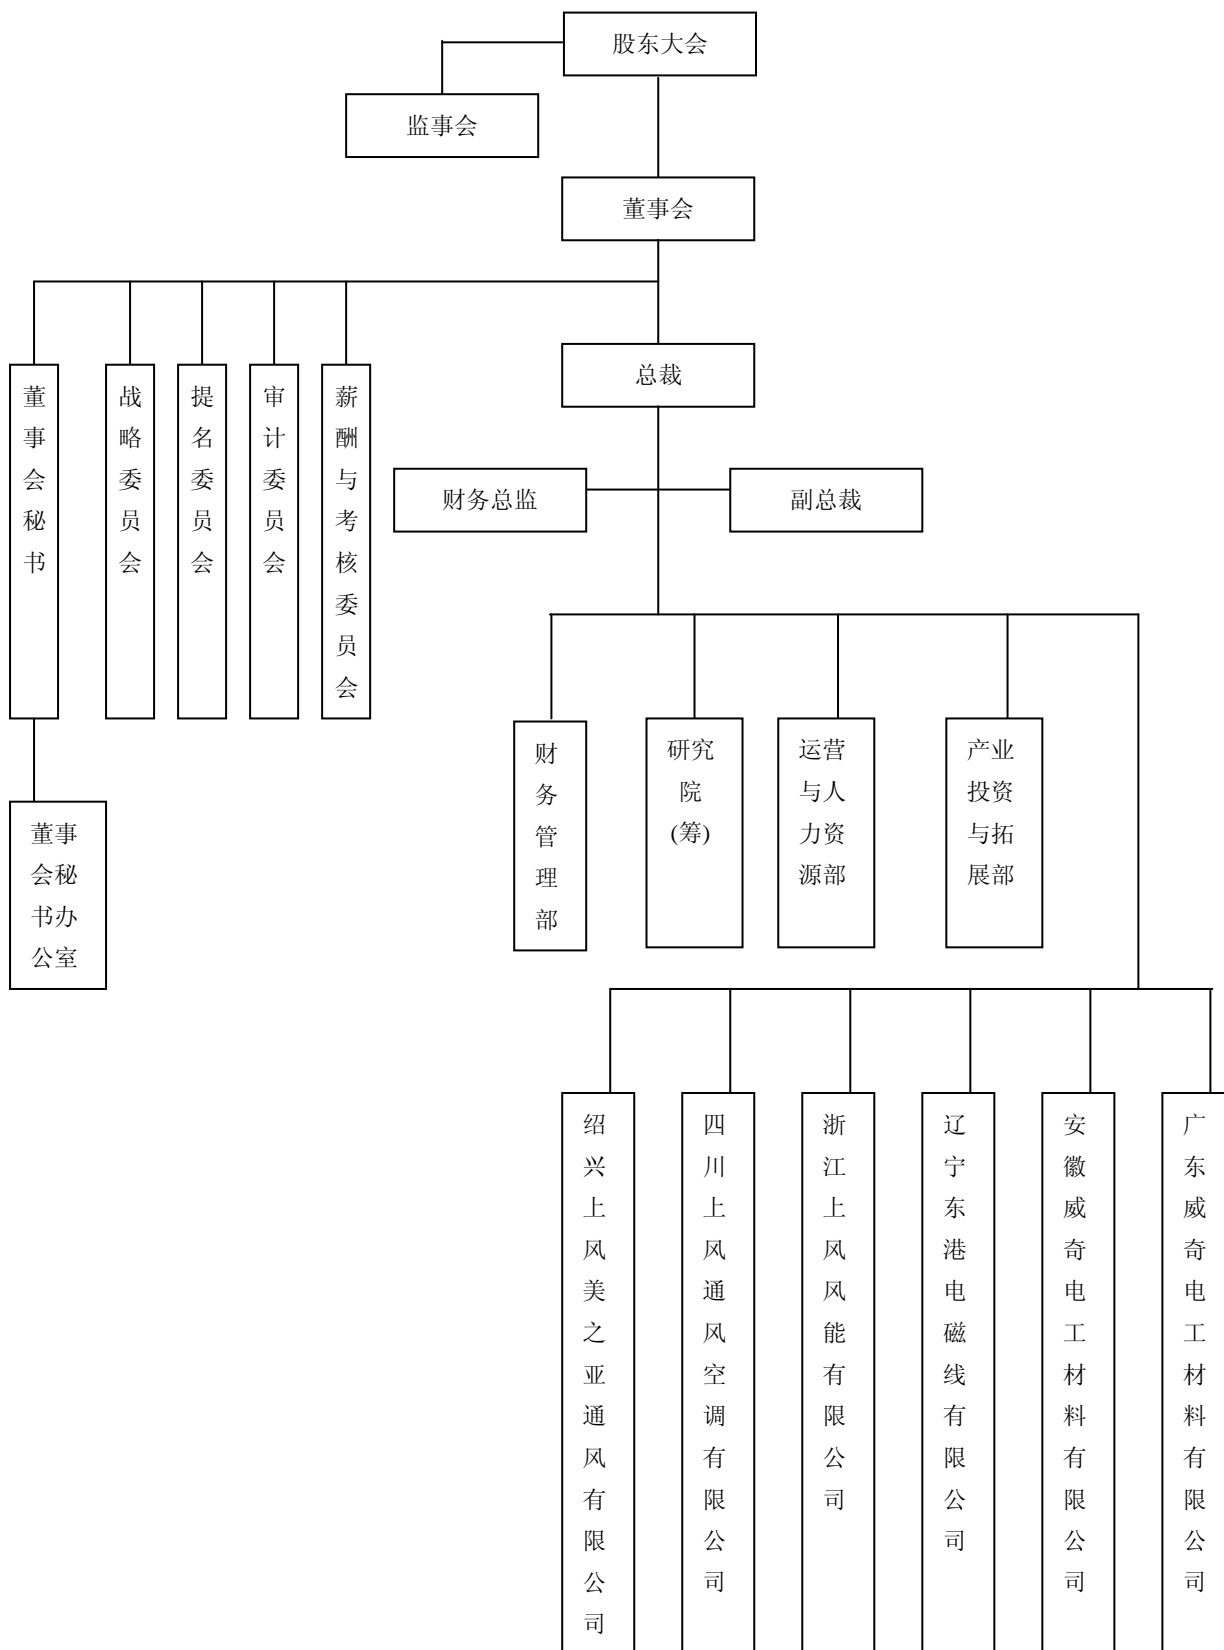 股东大会
监事会
董事会
总裁
董事会秘书
战略委员会
提名委员会
审计委员会
薪酬与考核委员会
财务总监
副总裁
财务管理部
研究
院
(筹)
运营
与人
力资
源部
产业
投资
与拓
展部
董事
会秘
书办
公室
绍兴上风美之亚通风有限公司
四川上风通风空调有限公司
浙江上风风能有限公司
辽宁东港电磁线有限公司
安徽威奇电工材料有限公司
广东威奇电工材料有限公司